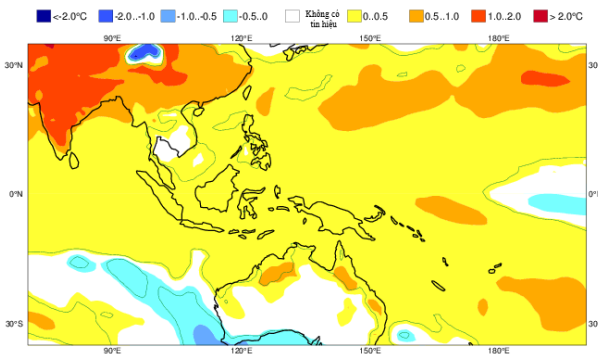 <-2.0°C -2.0..-1.0 -1.0..-0.5 -0.5..0 Không có 0..0.5 0.5..1.0 1.0..2.0 > 2.0°C
tín hiệu
90°E 120°E 150°E 180°E
30°N 30
0°N 0°
30°S 30
90°E 120°E 150°E 180°E